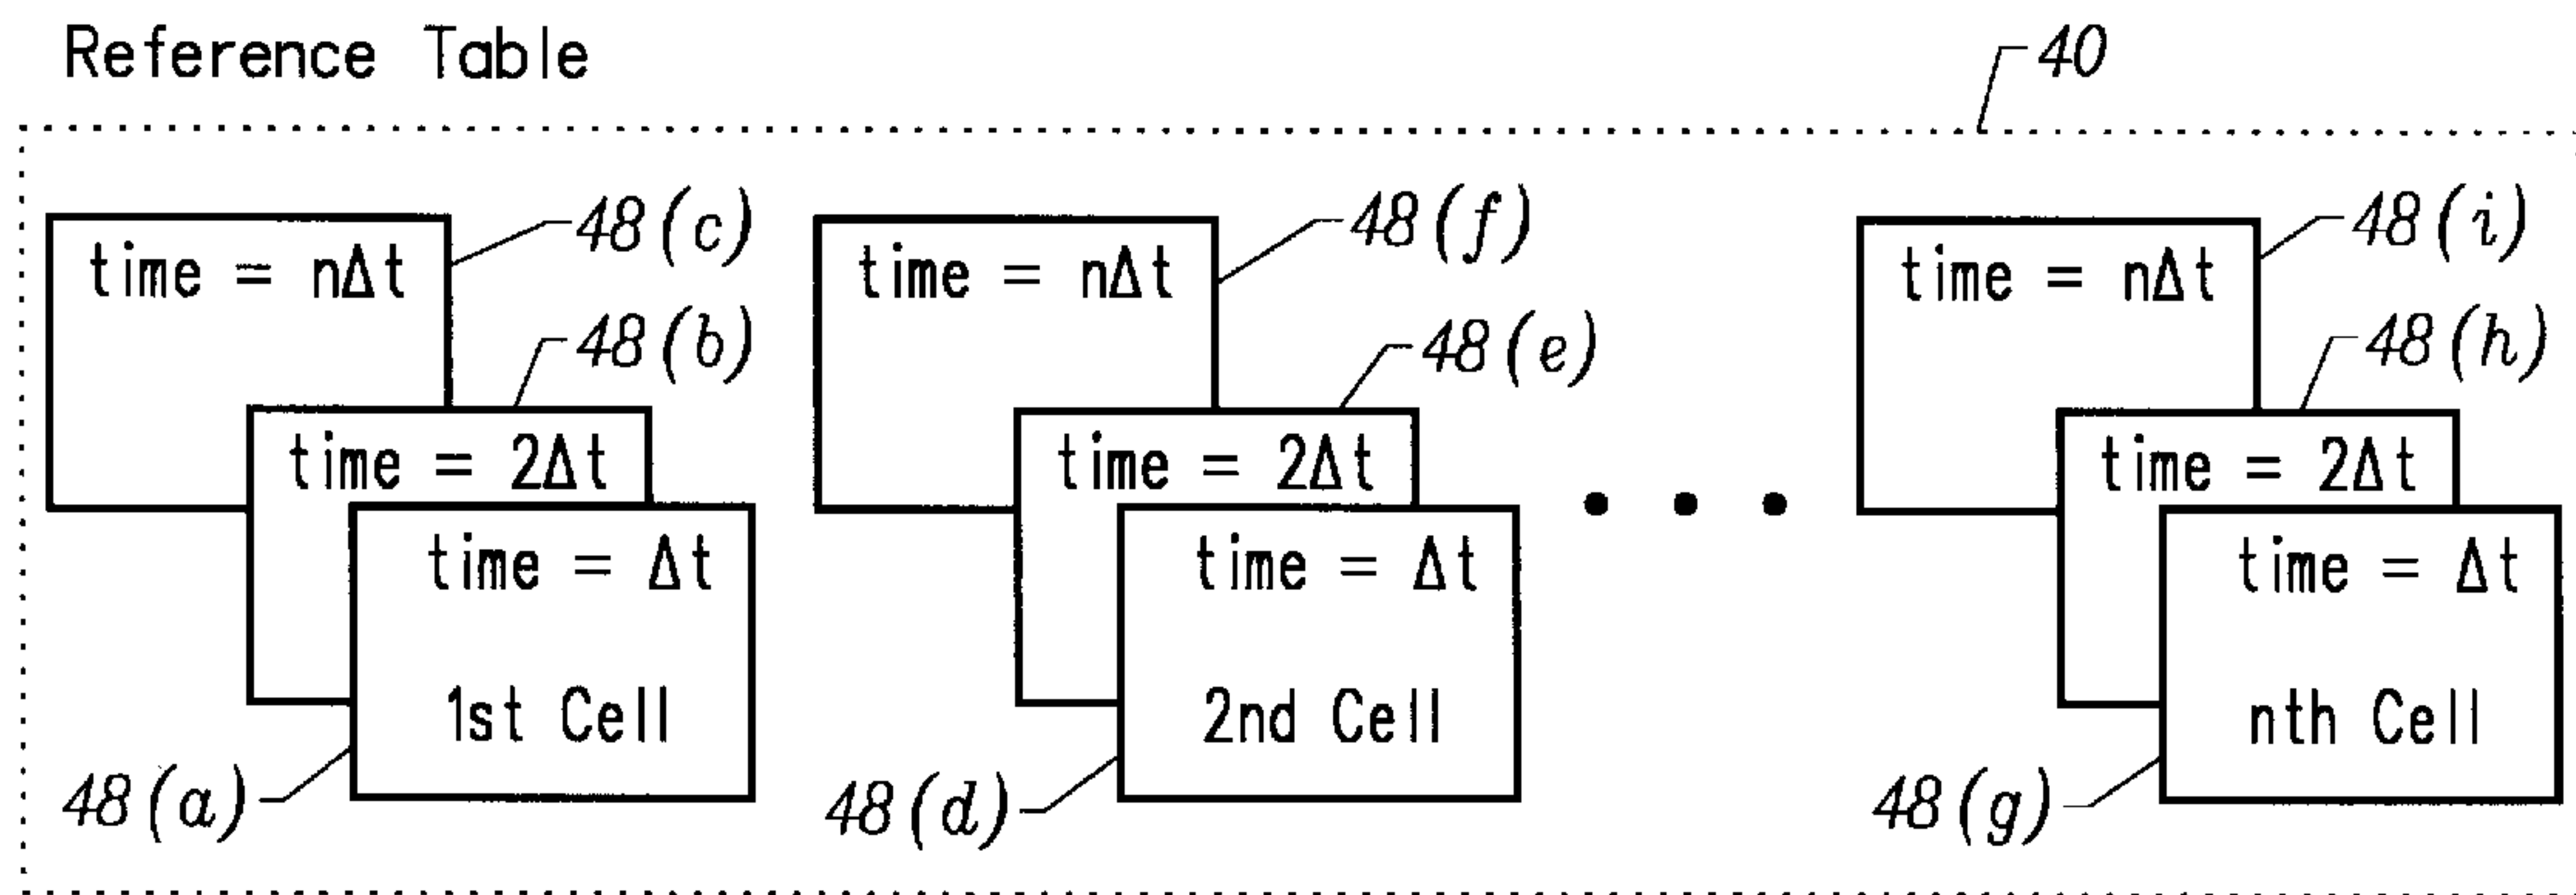 Reference Table
40
48(c)
time = nΔt
48(b)
time = 2Δt
time = Δt
1st Cell
48(a)
48(f)
time = nΔt
48(e)
time = 2Δt
time = Δt
2nd Cell
48(d)
48(i)
time = nΔt
48(h)
time = 2Δt
time = Δt
nth Cell
48(g)